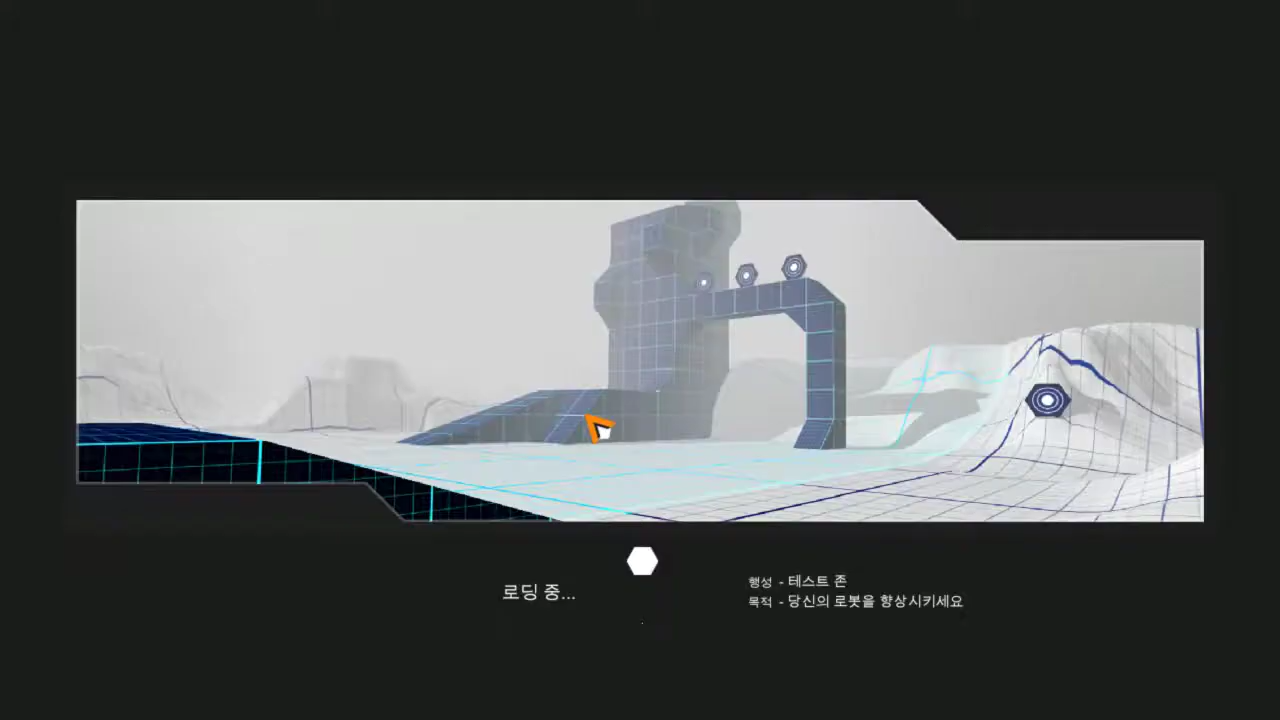 로딩 중...
행성 - 테스트 존
목적 - 당신의 로봇을 향상시키세요